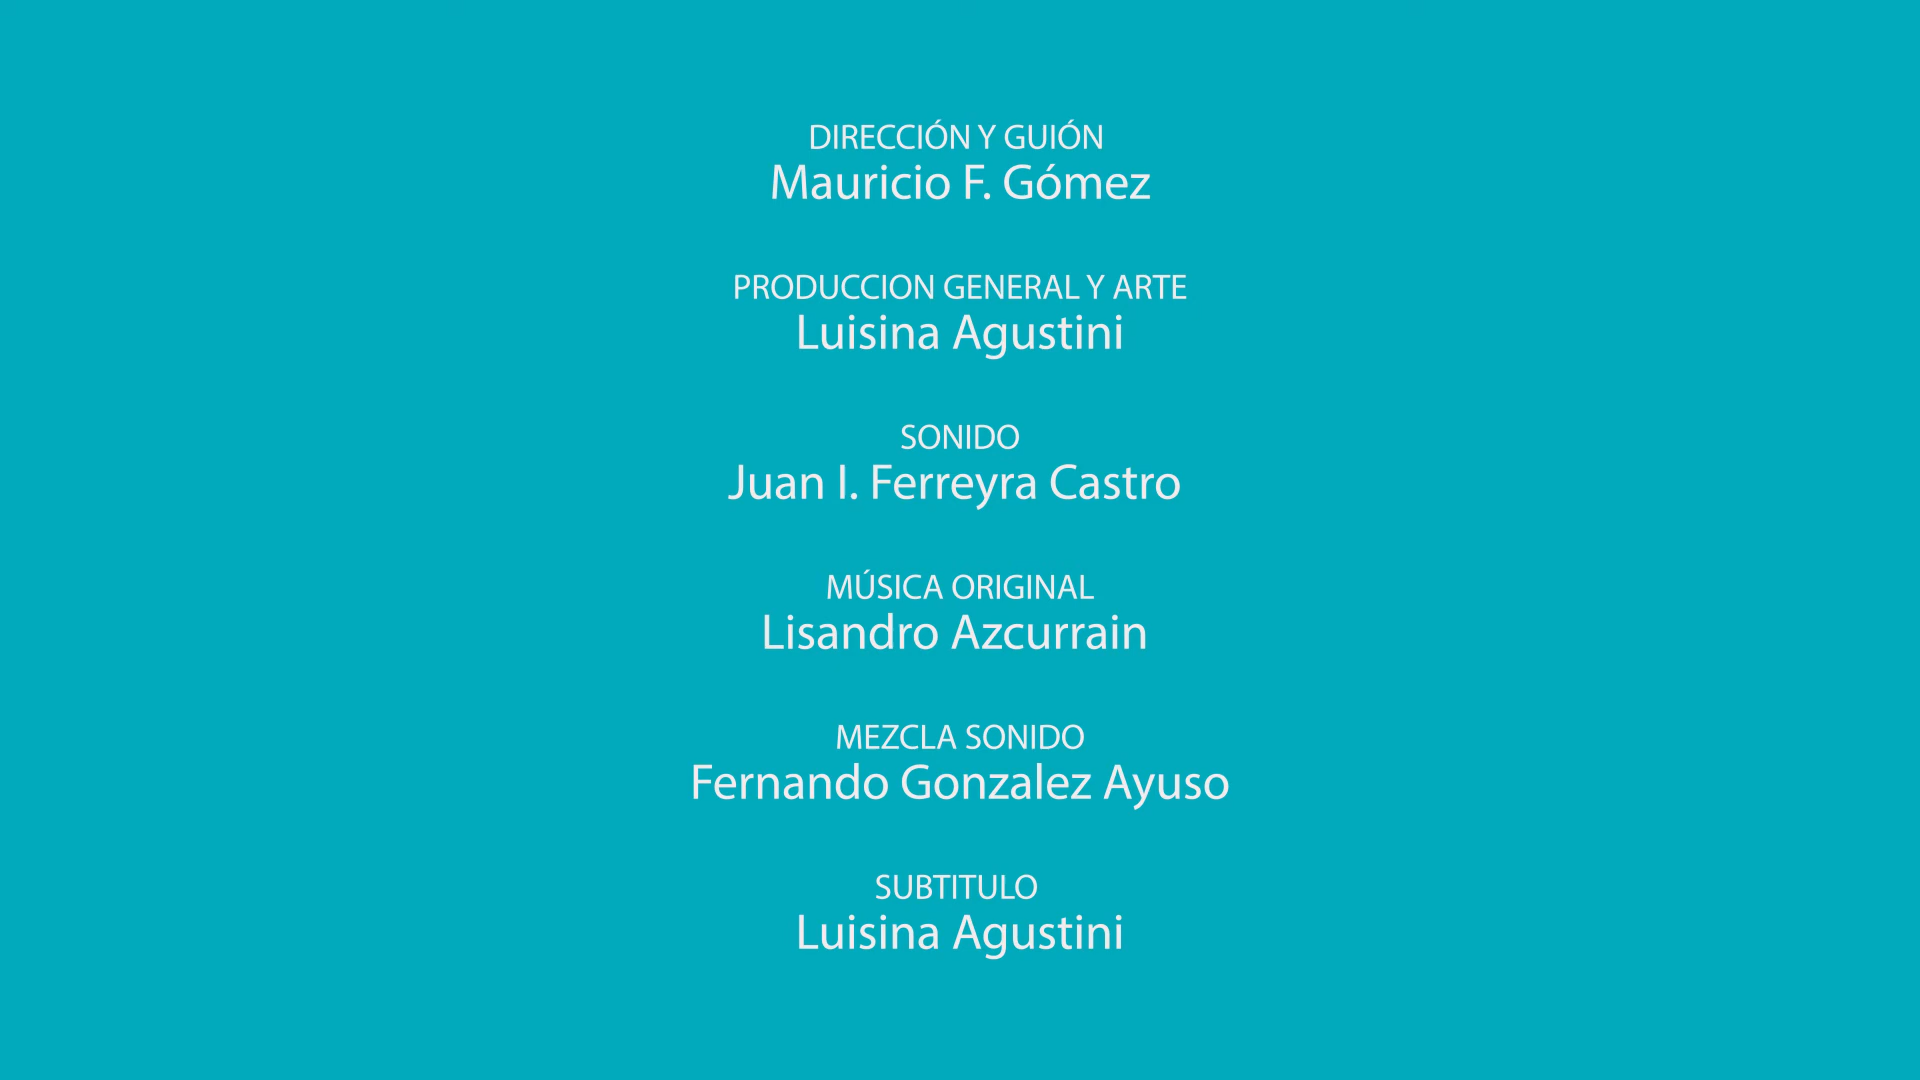 DIRECCIÓN Y GUIÓN
Mauricio F. Gómez
PRODUCCION GENERAL Y ARTE
Luisina Agustini
SONIDO
Juan I. Ferreyra Castro
MÚSICA ORIGINAL
Lisandro Azcurrain
MEZCLA SONIDO
Fernando Gonzalez Ayuso
SUBTITULO
Luisina Agustini